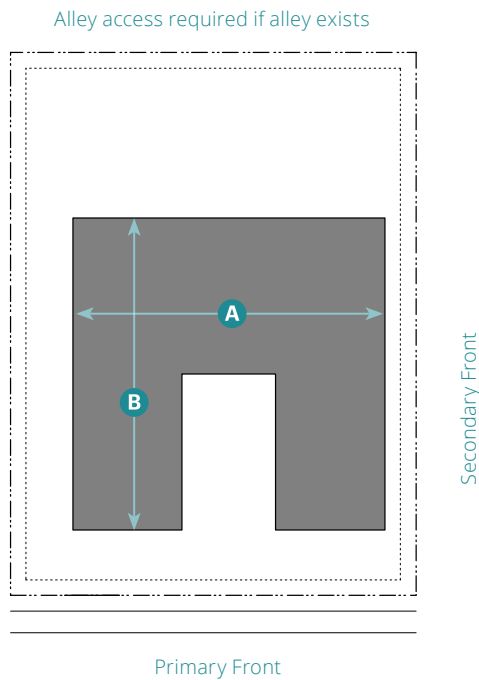 Alley access required if alley exists
A
B
Secondary Front
Primary Front